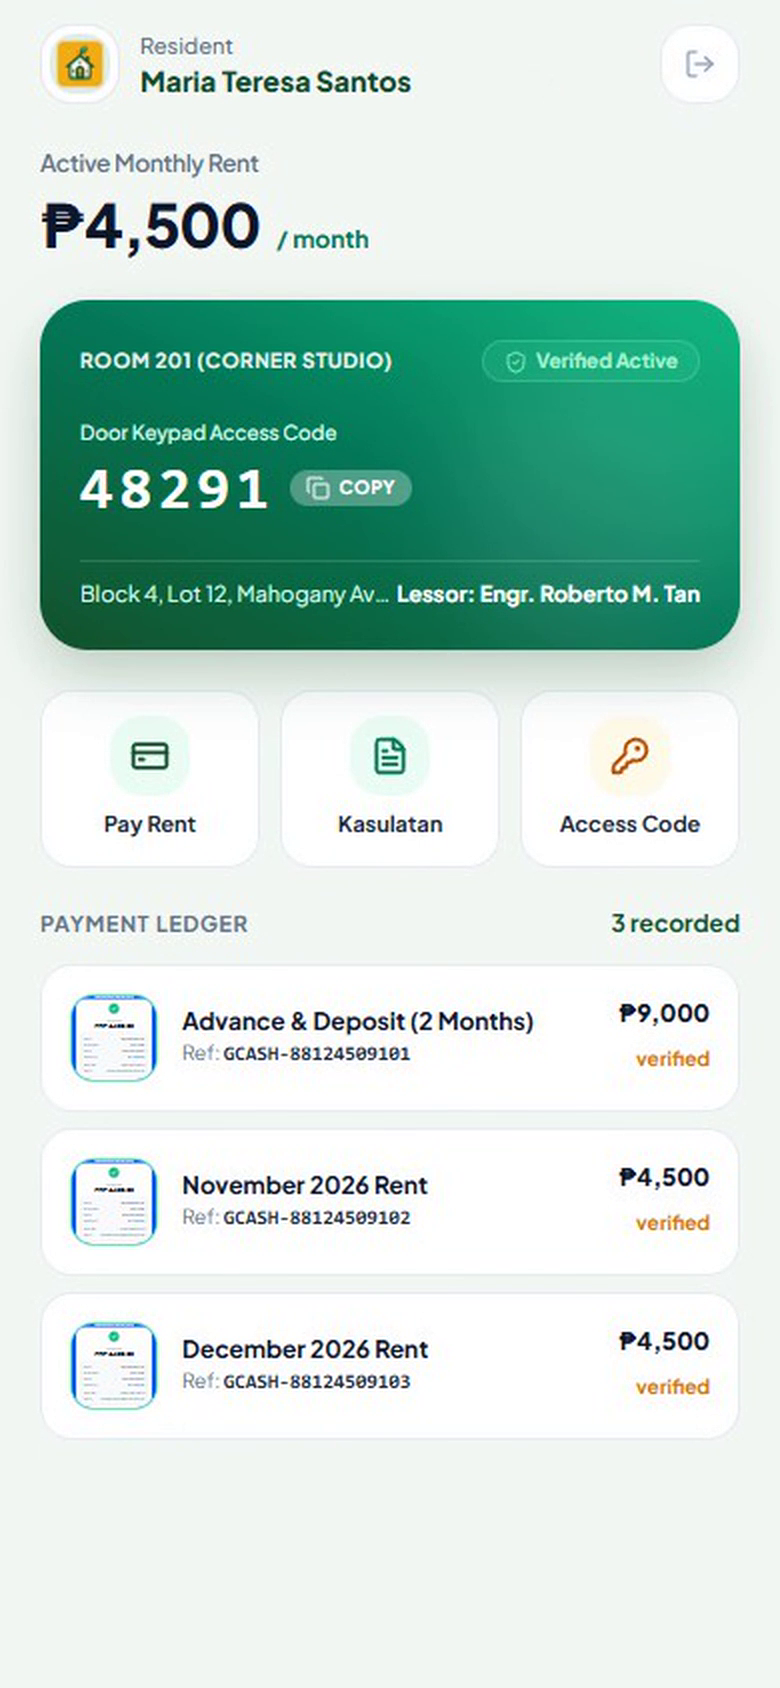 Resident
Maria Teresa Santos
Active Monthly Rent
₱4,500 / month
ROOM 201 (CORNER STUDIO)
Verified Active
Door Keypad Access Code
48291
COPY
Block 4, Lot 12, Mahogany Av... Lessor: Engr. Roberto M. Tan
Pay Rent
Kasulatan
Access Code
PAYMENT LEDGER
3 recorded
Advance & Deposit (2 Months)
₱9,000
Ref: GCASH-88124509101
verified
November 2026 Rent
₱4,500
Ref: GCASH-88124509102
verified
December 2026 Rent
₱4,500
Ref: GCASH-88124509103
verified